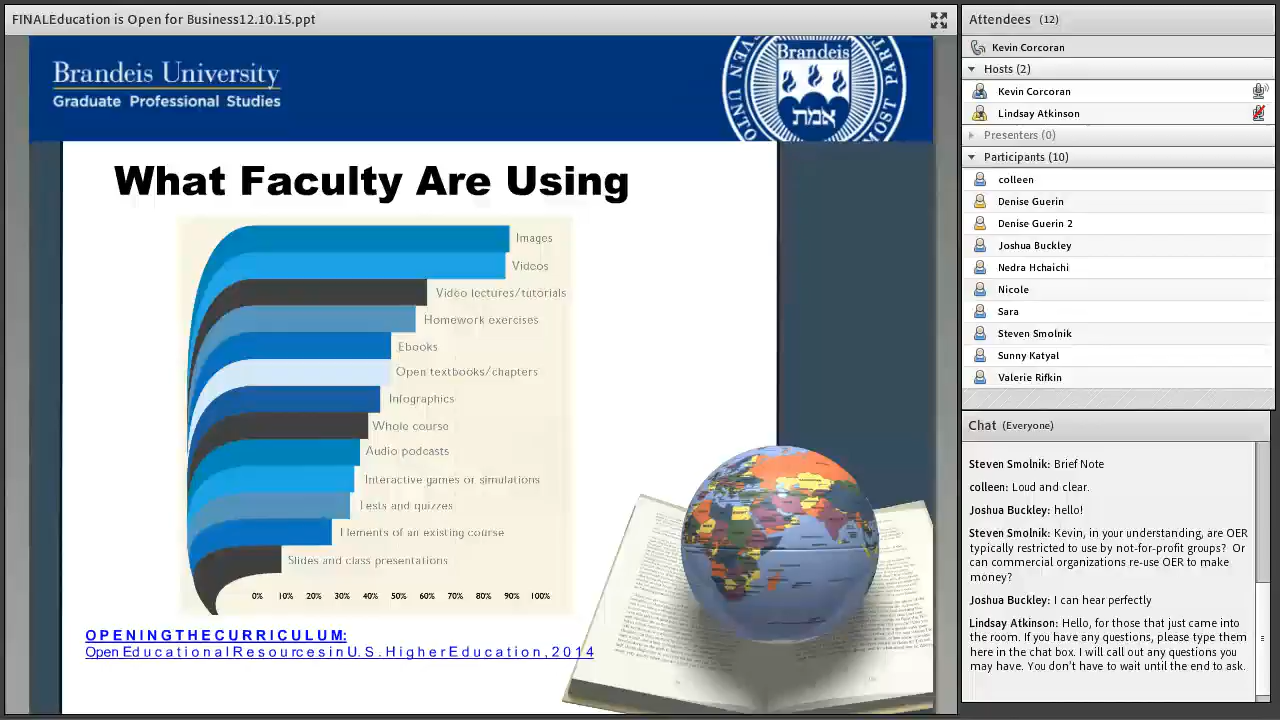 FINALEducation is Open for Business12.10.15.ppt
Brandeis University
Graduate Professional Studies
Brandeis
אמת
What Faculty Are Using
Images
Videos
Video lectures/tutorials
Homework exercises
Ebooks
Open textbooks/chapters
Infographics
Whole course
Audio podcasts
Interactive games or simulations
Tests and quizzes
Elements of an existing course
Slides and class presentations
0% 10% 20% 30% 40% 50% 60% 70% 80% 90% 100%
OPENINGTHECURRICULUM:
Open Educational Resources in U.S. Higher Education, 2014
Attendees (12)
Kevin Corcoran
Hosts (2)
Kevin Corcoran
Lindsay Atkinson
Presenters (0)
Participants (10)
colleen
Denise Guerin
Denise Guerin 2
Joshua Buckley
Nedra Hchaichi
Nicole
Sara
Steven Smolnik
Sunny Katyal
Valerie Rifkin
Chat (Everyone)
Steven Smolnik: Brief Note
colleen: Loud and clear.
Joshua Buckley: hello!
Steven Smolnik: Kevin, in your understanding, are OER
typically restricted to use by not-for-profit groups? Or
can commercial organizations re-use OER to make
money?
Joshua Buckley: I can hear perfectly
Lindsay Atkinson: Hello, for those that just came into
the room. If you have any questions, please type them
here in the chat box. I will call out any questions you
may have. You don't have to wait until the end to ask.